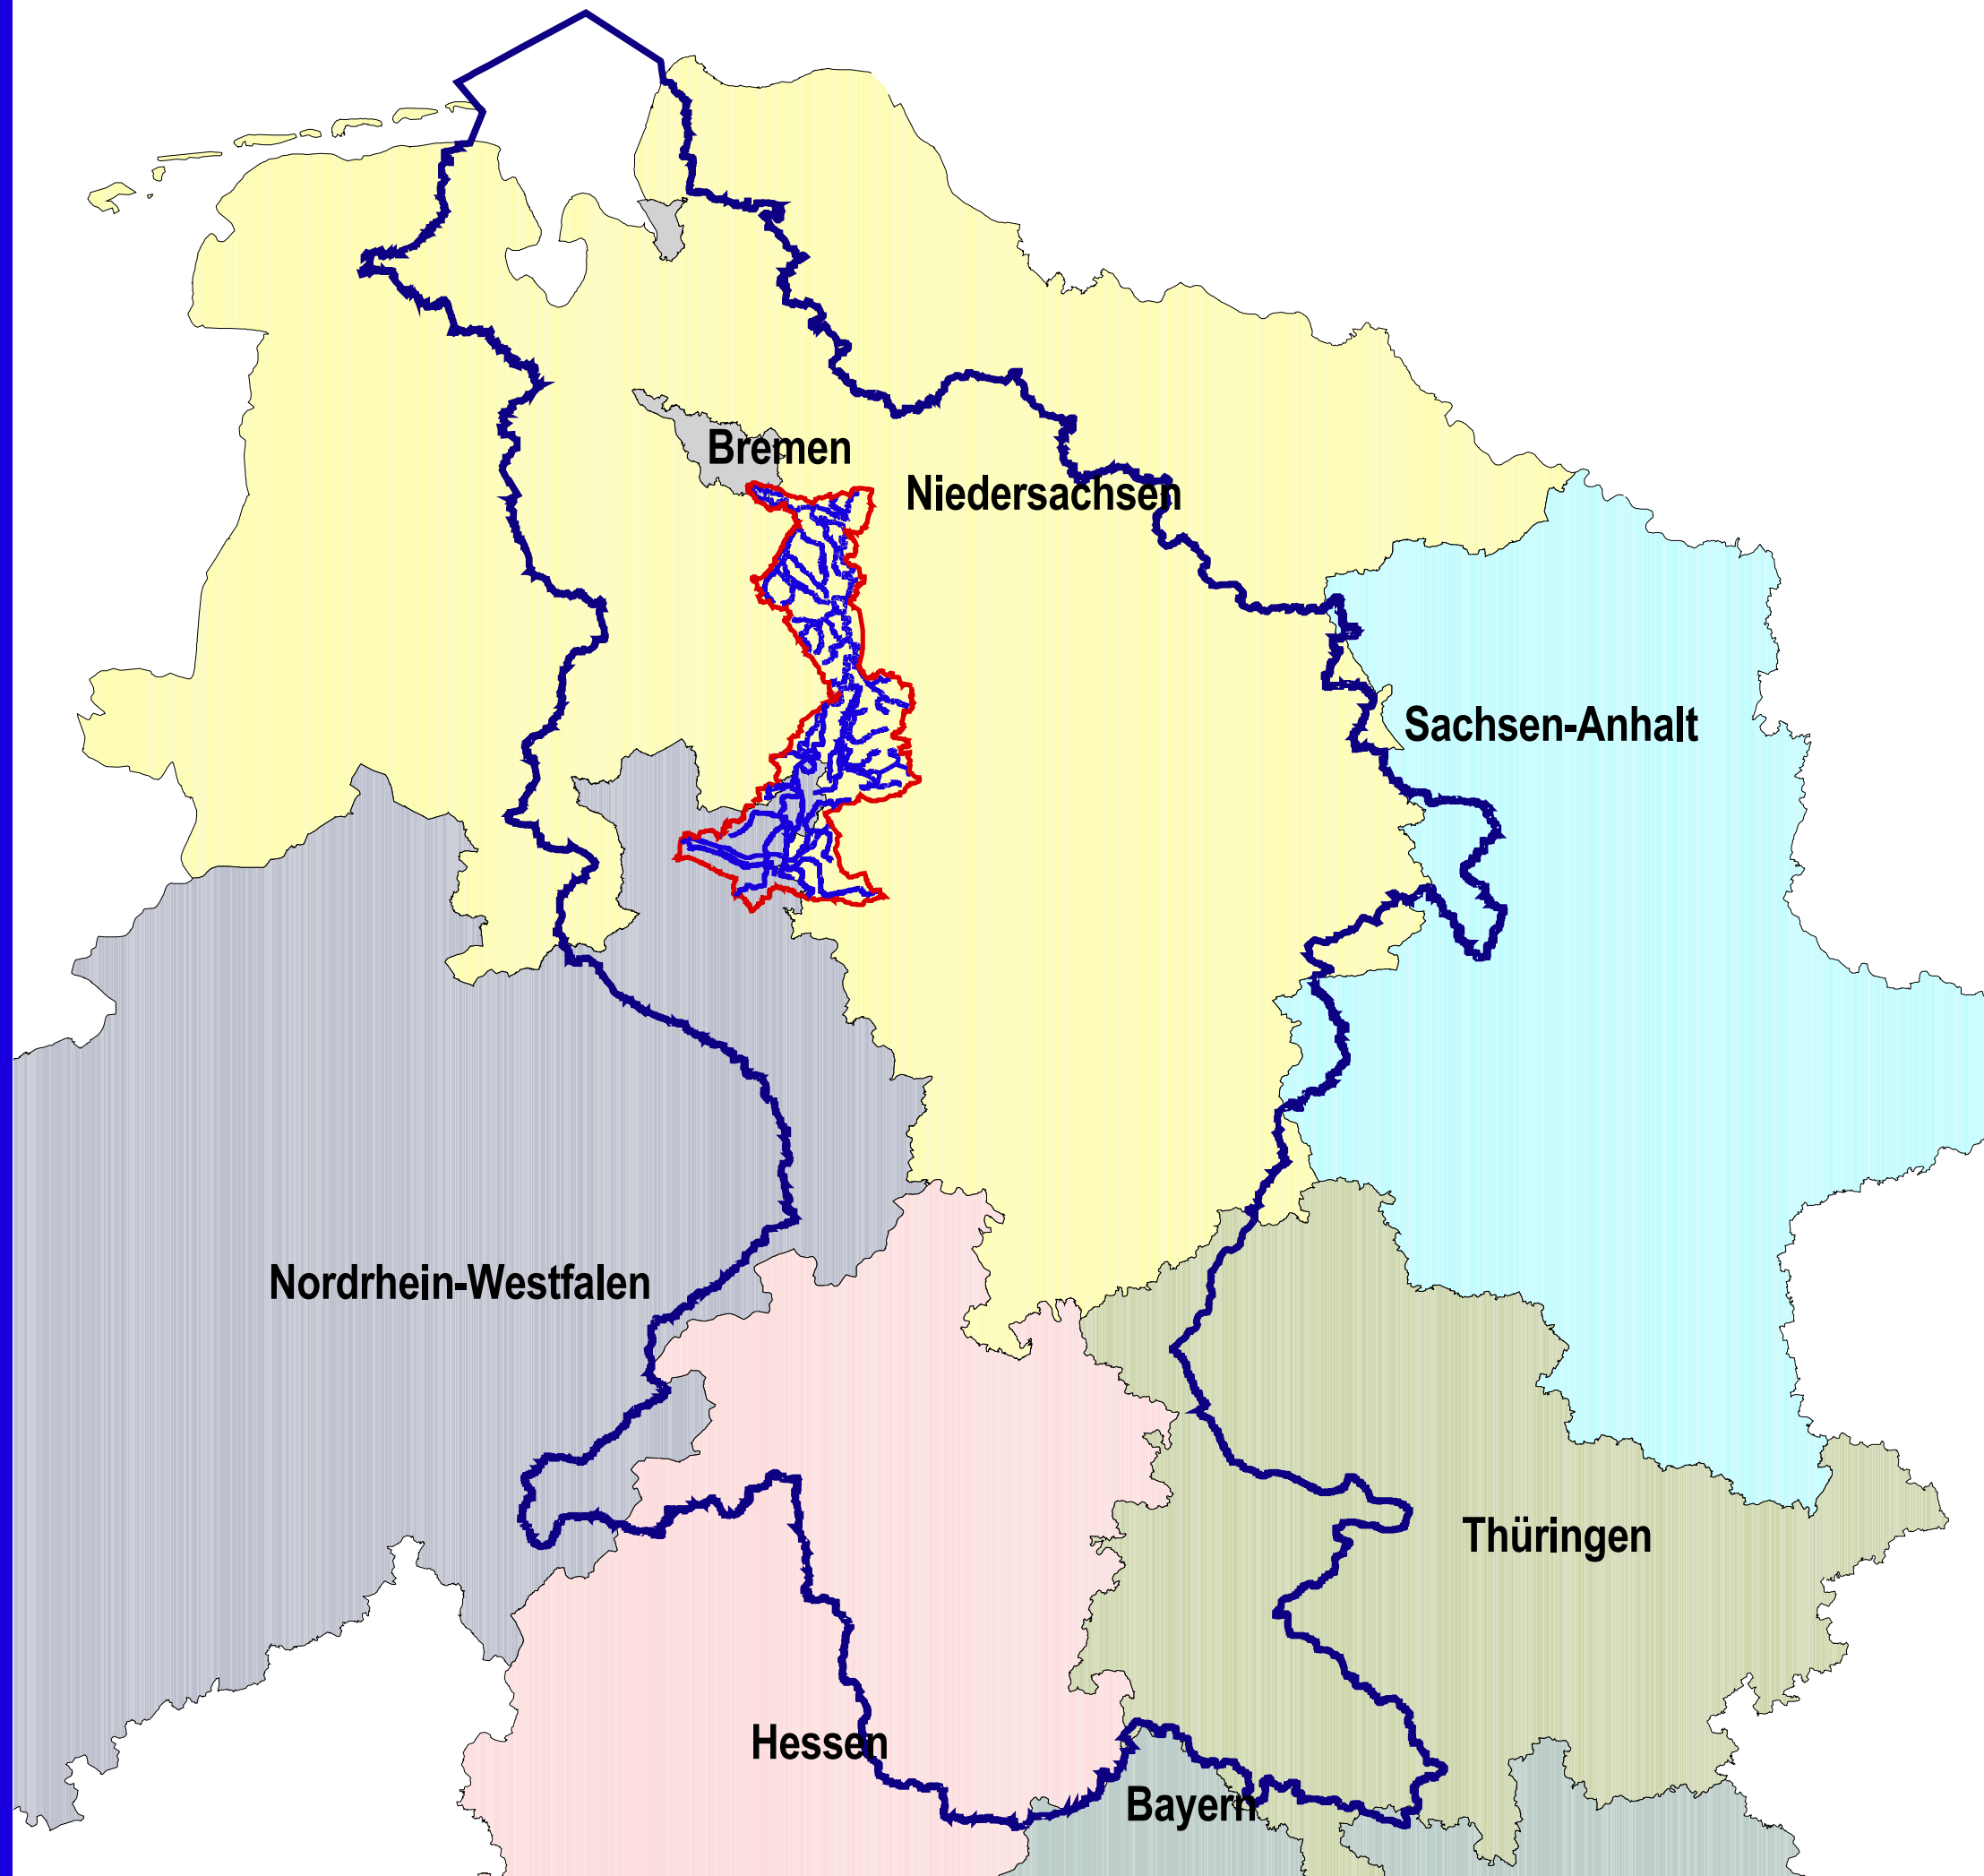 Bremen
Niedersachsen
Sachsen-Anhalt
Nordrhein-Westfalen
Thüringen
Hessen
Bayern